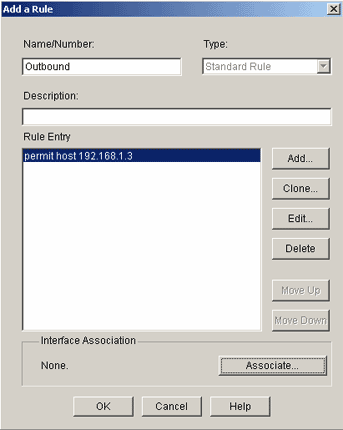 Add a Rule
Name/Number: Type:
Outbound Standard Rule
Description:
Rule Entry
permit host 192.168.1.3
Add...
Clone...
Edit...
Delete
Move Up
Move Down
Interface Association
None. Associate...
OK Cancel Help